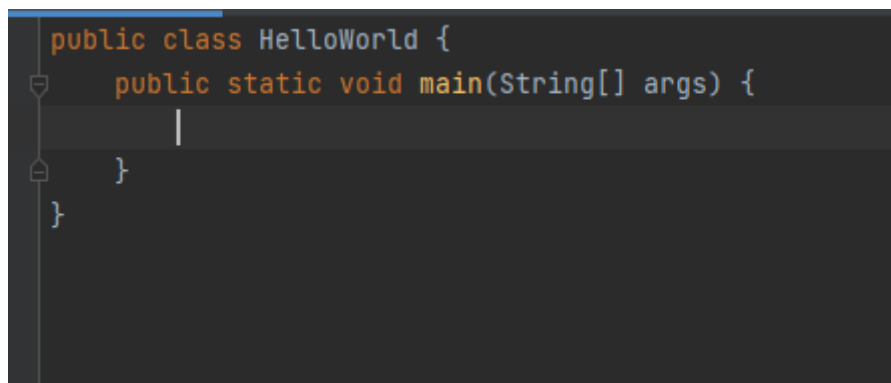 public class HelloWorld {
    public static void main(String[] args) {
    }
}